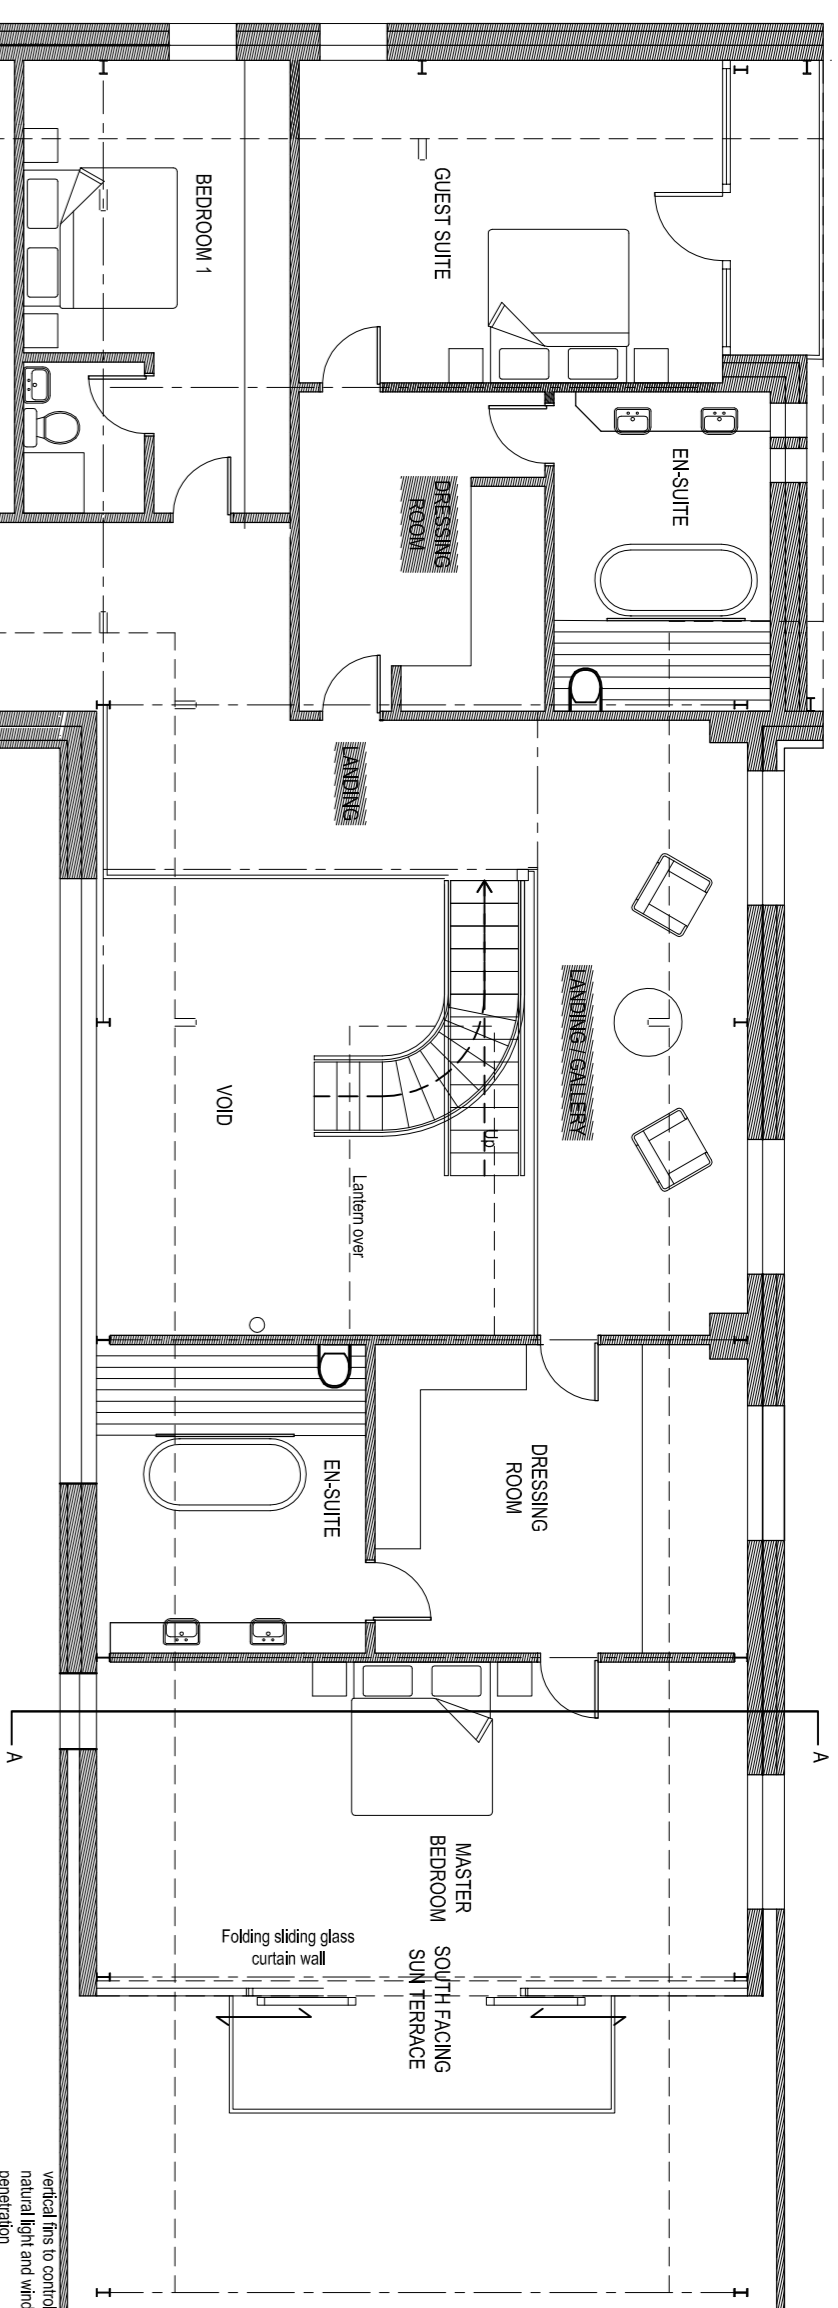 BEDROOM 1
GUEST SUITE
EN-SUITE
DRESSING
ROOM
LANDING
LANDING GALLERY
VOID
Up
Lantern over
EN-SUITE
DRESSING
ROOM
A
A
MASTER
BEDROOM
Folding sliding glass
curtain wall
SOUTH FACING
SUN TERRACE
vertical fins to control
natural light and wind
penetration